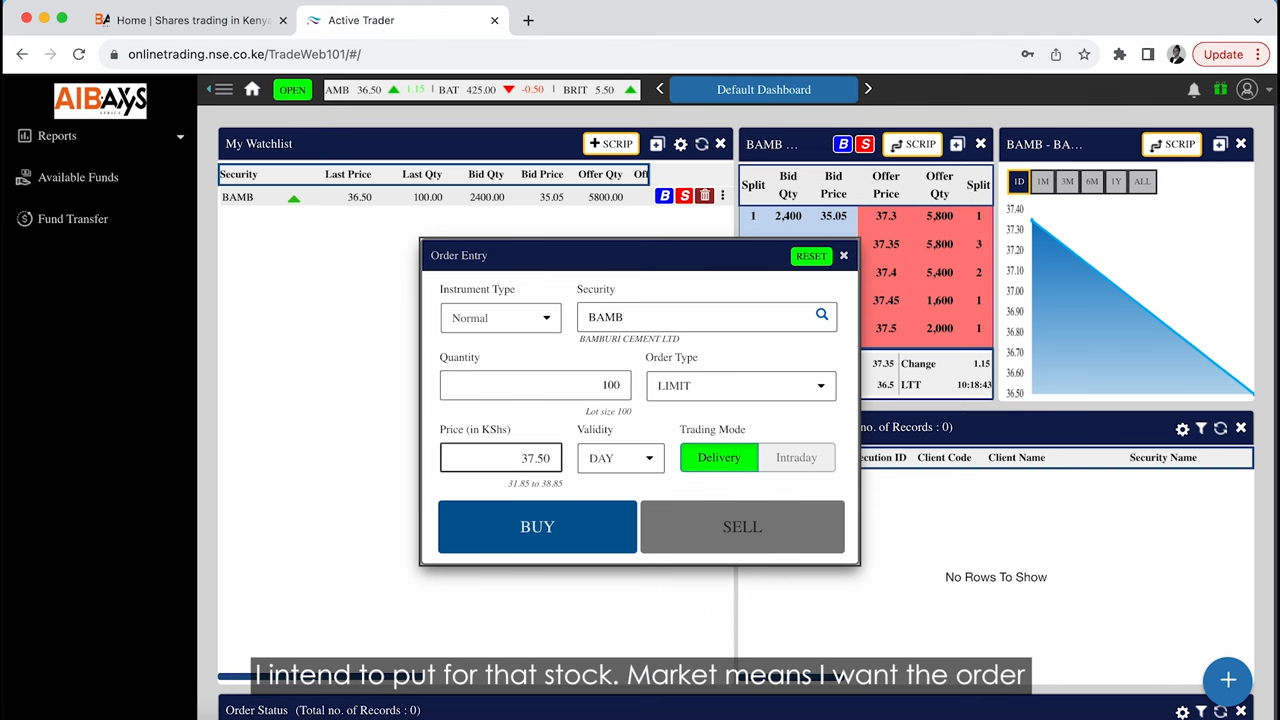 BA Home | Shares trading in Kenya
Active Trader
onlinetrading.nse.co.ke/TradeWeb101/#/
Update
AIB-AXYS
AFRICA
OPEN
AMB 36.50 1.15 | BAT 425.00 -0.50 | BRIT 5.50
Default Dashboard
Reports
Available Funds
Fund Transfer
My Watchlist
+ SCRIP
Security Last Price Last Qty Bid Qty Bid Price Offer Qty Off
BAMB 36.50 100.00 2400.00 35.05 5800.00 B S
BAMB ... B S SCRIP
Split Bid Qty Bid Price Offer Price Offer Qty Split
1 2,400 35.05 37.3 5,800 1
37.35 5,800 3
37.4 5,400 2
37.45 1,600 1
37.5 2,000 1
37.35 Change 1.15
36.5 LTT 10:18:43
BAMB - BA... SCRIP
1D 1M 3M 6M 1Y ALL
37.40
37.30
37.20
37.10
37.00
36.90
36.80
36.70
36.60
36.50
Order Entry RESET
Instrument Type Security
Normal BAMB
BAMBURI CEMENT LTD
Quantity Order Type
100 LIMIT
Lot size 100
Price (in KShs) Validity Trading Mode
37.50 DAY Delivery Intraday
31.85 to 38.85
BUY SELL
no. of Records : 0)
ecution ID Client Code Client Name Security Name
No Rows To Show
I intend to put for that stock. Market means I want the order
+
Order Status (Total no. of Records : 0)